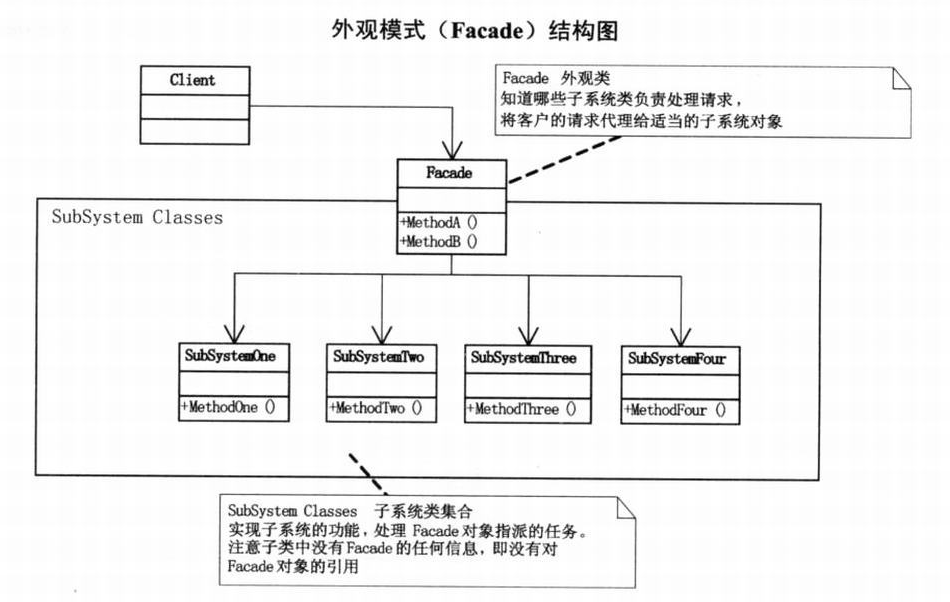 外观模式（Facade）结构图
Client
Facade 外观类
知道哪些子系统类负责处理请求，
将客户的请求代理给适当的子系统对象
Facade
+MethodA ()
+MethodB ()
SubSystem Classes
SubSystemOne
+MethodOne ()
SubSystemTwo
+MethodTwo ()
SubSystemThree
+MethodThree ()
SubSystemFour
+MethodFour ()
SubSystem Classes 子系统类集合
实现子系统的功能，处理 Facade对象指派的任务。
注意子类中没有Facade的任何信息，即没有对
Facade对象的引用